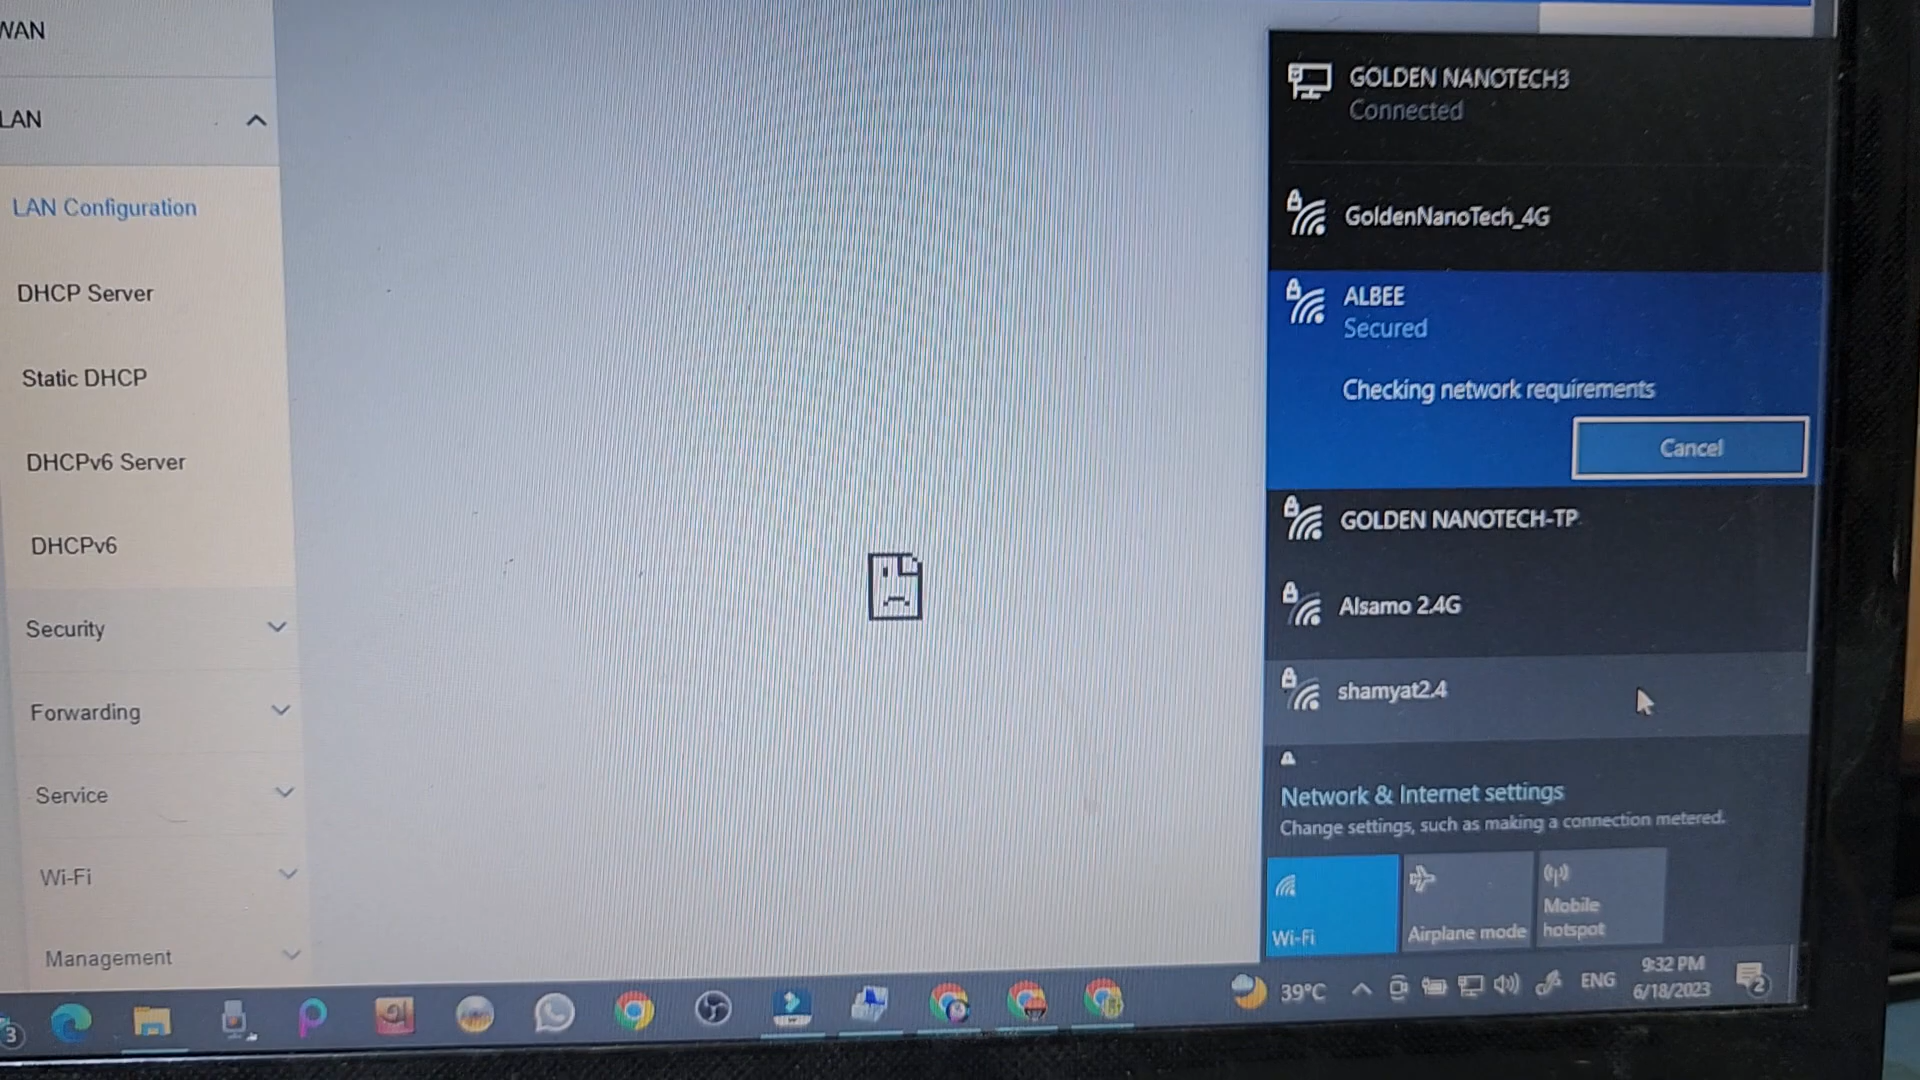 WAN
LAN
LAN Configuration
DHCP Server
Static DHCP
DHCPv6 Server
DHCPv6
Security
Forwarding
Service
Wi-Fi
Management
GOLDEN NANOTECH3
Connected
GoldenNanoTech_4G
ALBEE
Secured
Checking network requirements
Cancel
GOLDEN NANOTECH-TP
Alsamo 2.4G
shamyat2.4
Network & Internet settings
Change settings, such as making a connection metered.
Wi-Fi
Airplane mode
Mobile
hotspot
3
39°C
ENG
9:32 PM
6/18/2023
2